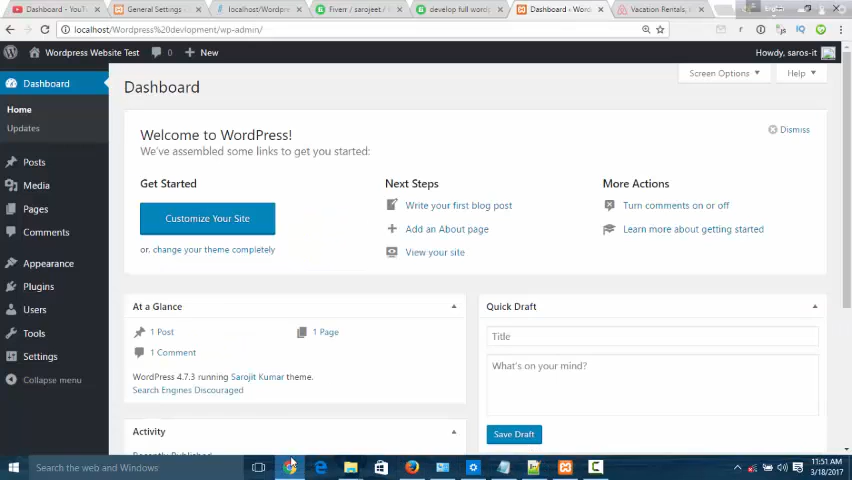 Dashboard - YouT
General Settings
localhost/Wordpr
Fiverr / sarojeet /
develop full wordp
Dashboard ‹ Word
Vacation Rentals,
localhost/Wordpress%20devlopment/wp-admin/
Wordpress Website Test
0
New
Howdy, saros-it
Dashboard
Home
Updates
Posts
Media
Pages
Comments
Appearance
Plugins
Users
Tools
Settings
Collapse menu
Dashboard
Screen Options
Help
Welcome to WordPress!
We've assembled some links to get you started:
Dismiss
Get Started
Customize Your Site
or, change your theme completely
Next Steps
Write your first blog post
Add an About page
View your site
More Actions
Turn comments on or off
Learn more about getting started
At a Glance
1 Post
1 Page
1 Comment
WordPress 4.7.3 running Sarojit Kumar theme.
Search Engines Discouraged
Activity
Quick Draft
Title
What's on your mind?
Save Draft
Search the web and Windows
11:51 AM
3/18/2017